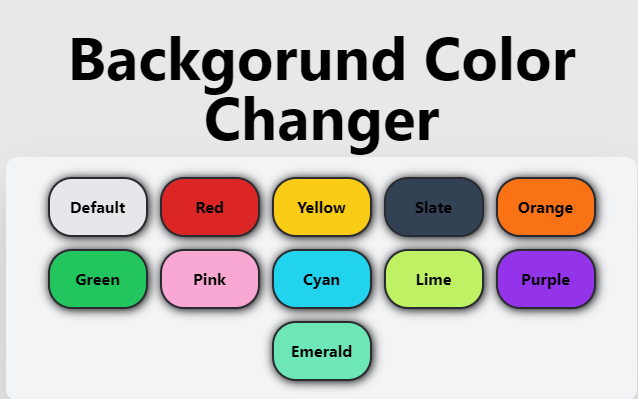 Backgorund Color
Changer
Default Red Yellow Slate Orange
Green Pink Cyan Lime Purple
Emerald